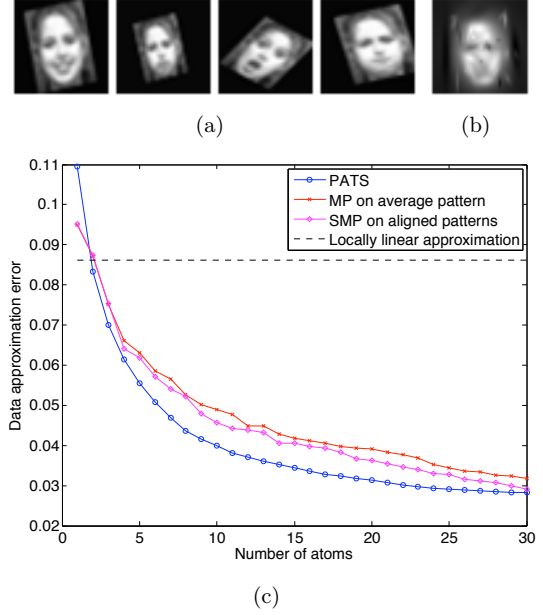 (a) (b)
0.11
0.1
0.09
0.08
0.07
0.06
0.05
0.04
0.03
0.02
Data approximation error
PATS
MP on average pattern
SMP on aligned patterns
Locally linear approximation
0 5 10 15 20 25 30
Number of atoms
(c)